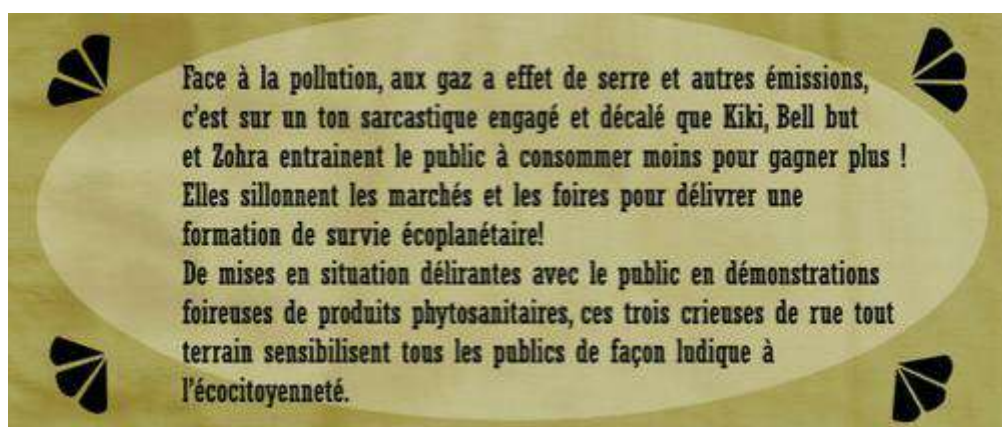 Face à la pollution, aux gaz a effet de serre et autres émissions,
c'est sur un ton sarcastique engagé et décalé que Kiki, Bell but
et Zohra entrainent le public à consommer moins pour gagner plus !
Elles sillonnent les marchés et les foires pour délivrer une
formation de survie écoplanétaire!
De mises en situation délirantes avec le public en démonstrations
foireuses de produits phytosanitaires, ces trois crieuses de rue tout
terrain sensibilisent tous les publics de façon ludique à
l'écocitoyenneté.